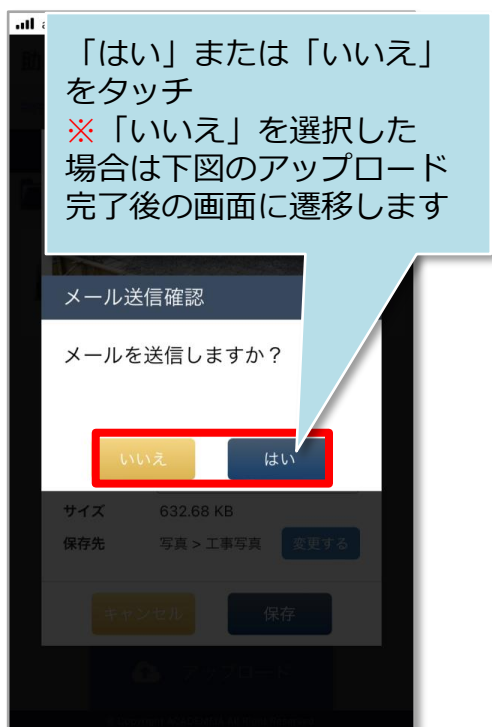 「はい」または「いいえ」
をタッチ
※「いいえ」を選択した
場合は下図のアップロード
完了後の画面に遷移します
メール送信確認
メールを送信しますか？
いいえ はい
サイズ 632.68 KB
保存先 写真 > 工事写真 変更する
キャンセル 保存
アップロード